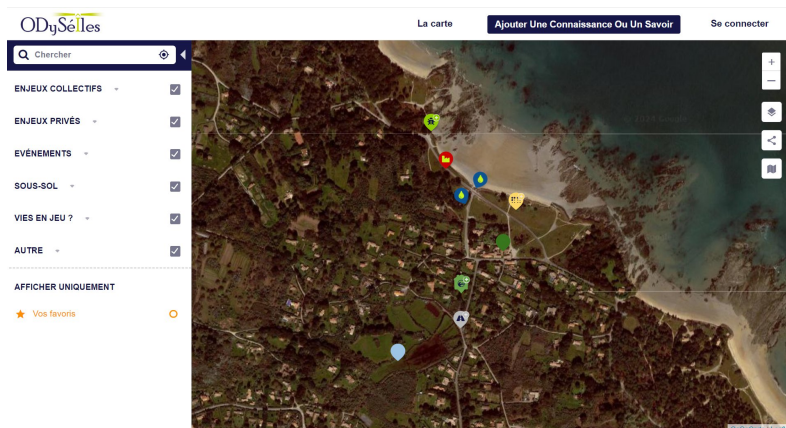 ODySéIles
La carte
Ajouter Une Connaissance Ou Un Savoir
Se connecter
Chercher
ENJEUX COLLECTIFS
ENJEUX PRIVÉS
EVÉNEMENTS
SOUS-SOL
VIES EN JEU ?
AUTRE
AFFICHER UNIQUEMENT
Vos favoris
+
−